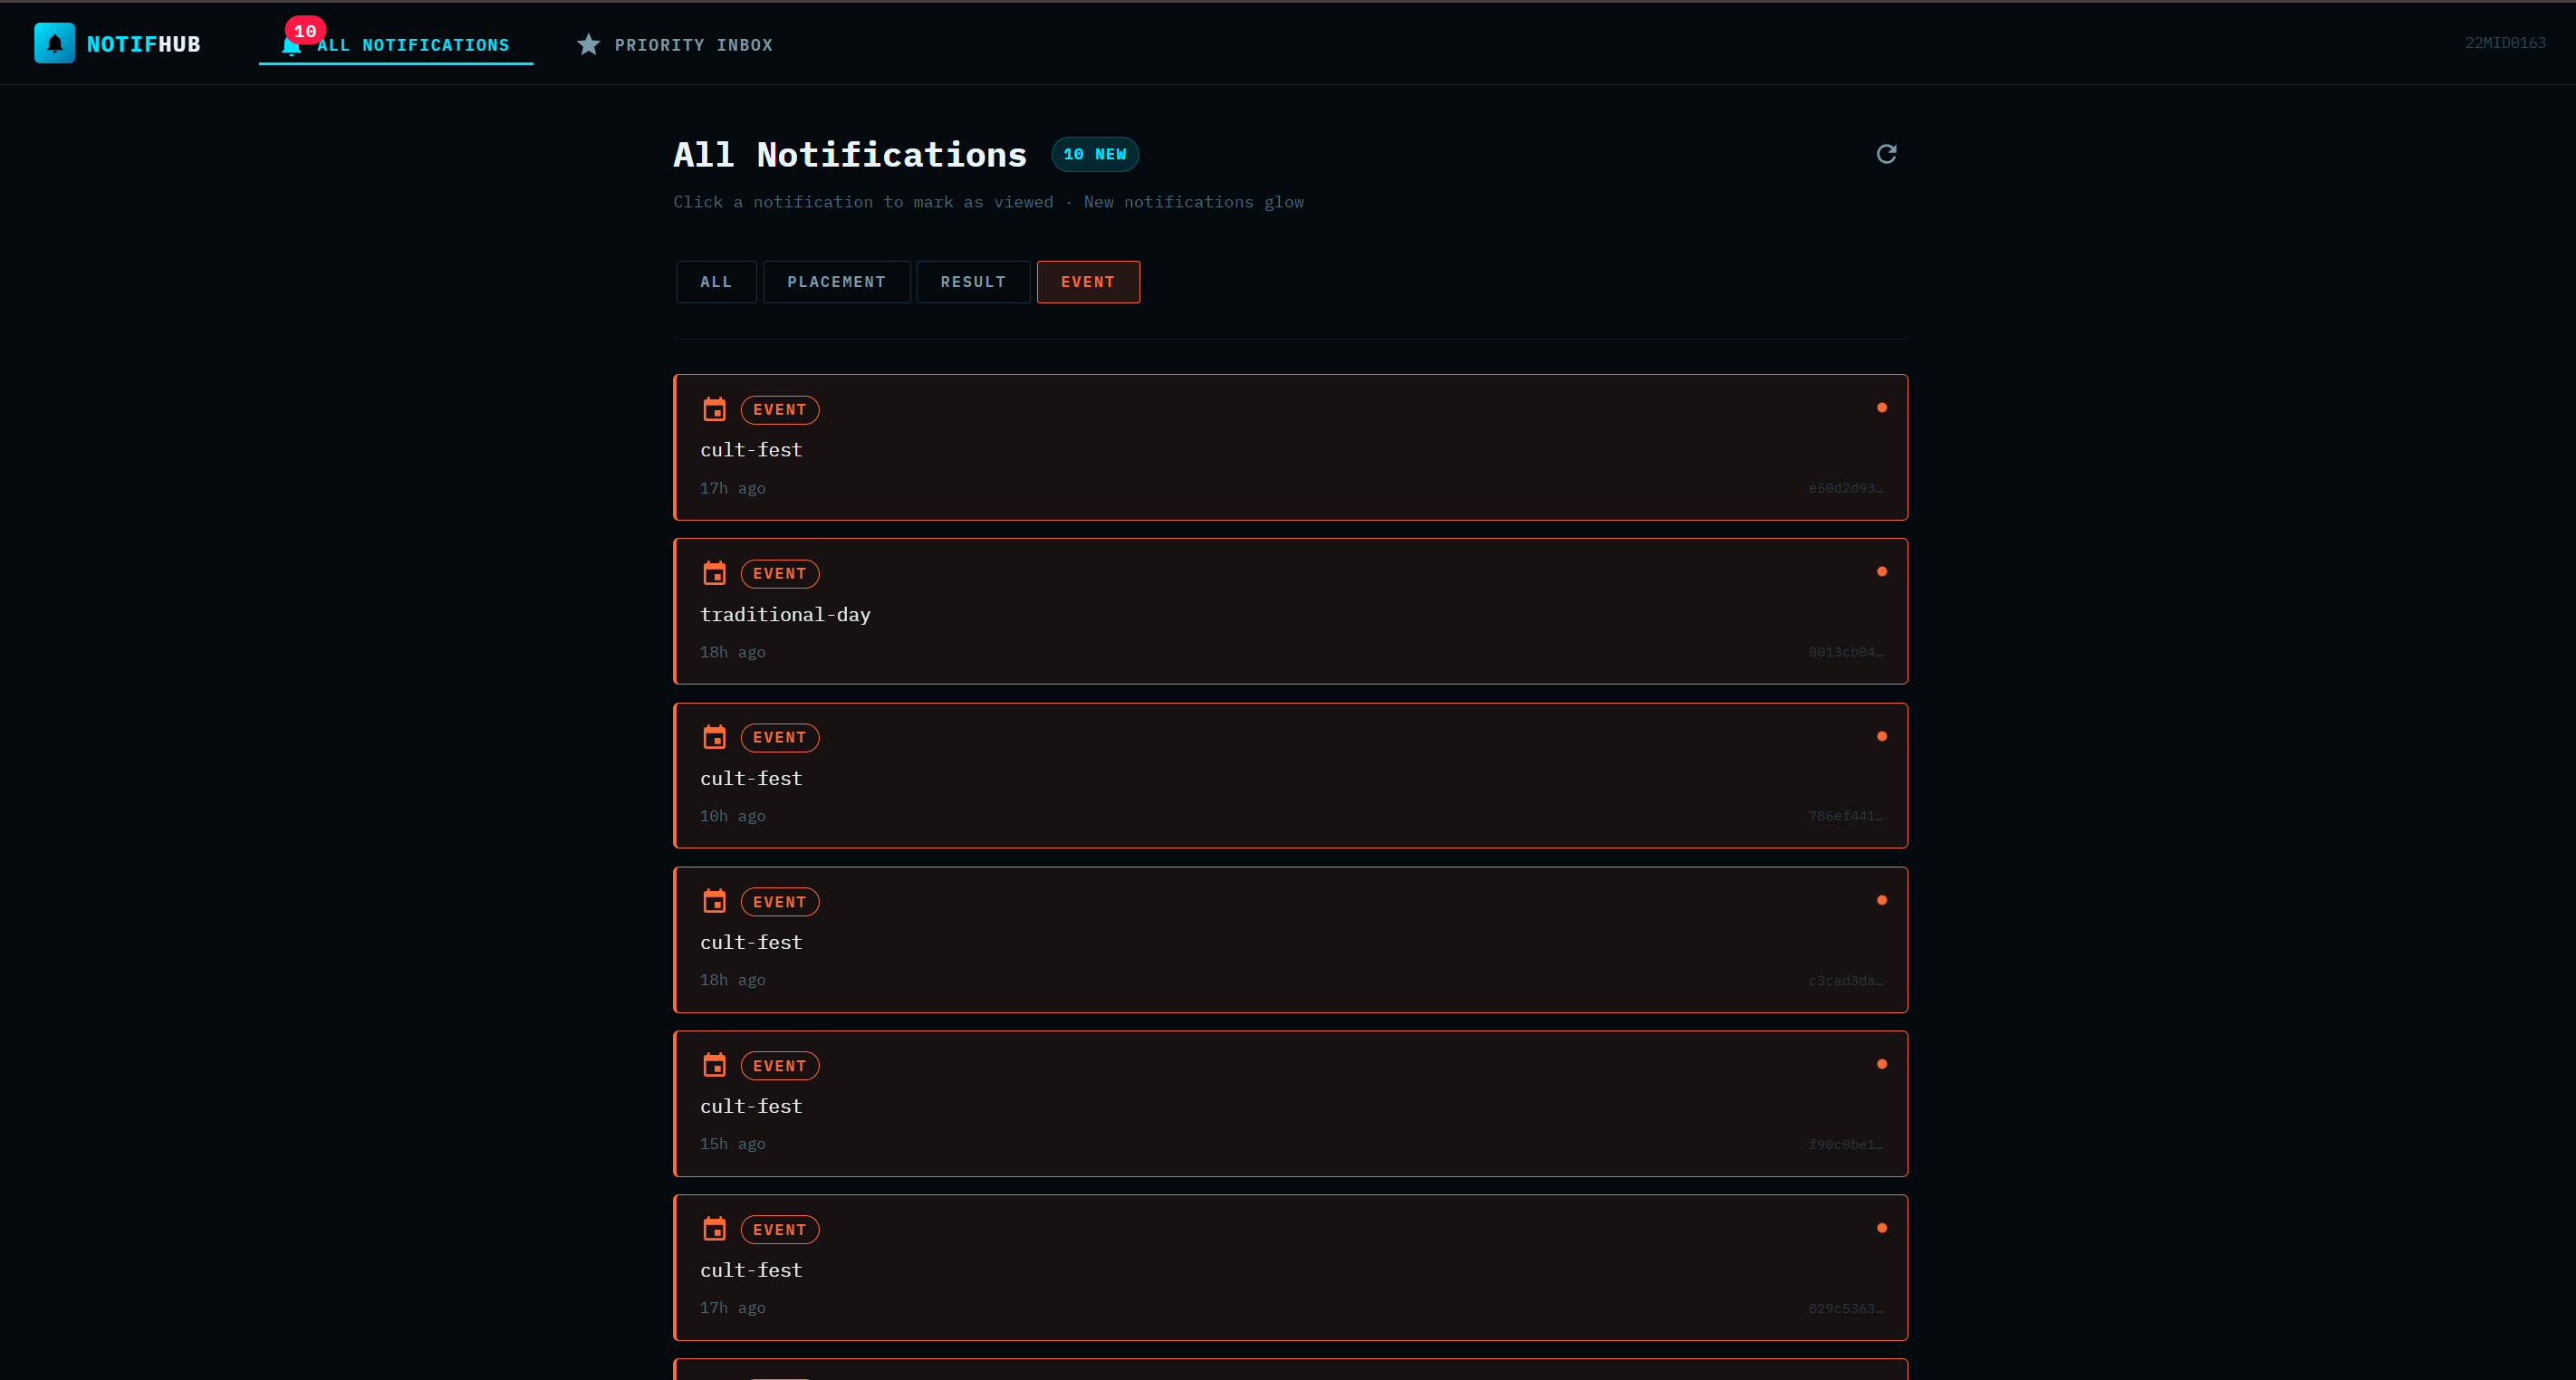 NOTIFHUB
10
ALL NOTIFICATIONS
PRIORITY INBOX
22MID0163
All Notifications
10 NEW
Click a notification to mark as viewed · New notifications glow
ALL
PLACEMENT
RESULT
EVENT
EVENT
cult-fest
17h ago
e50d2d93…
EVENT
traditional-day
18h ago
8013cb04…
EVENT
cult-fest
10h ago
786ef441…
EVENT
cult-fest
18h ago
c3cad3da…
EVENT
cult-fest
15h ago
f90c0be1…
EVENT
cult-fest
17h ago
829c5363…